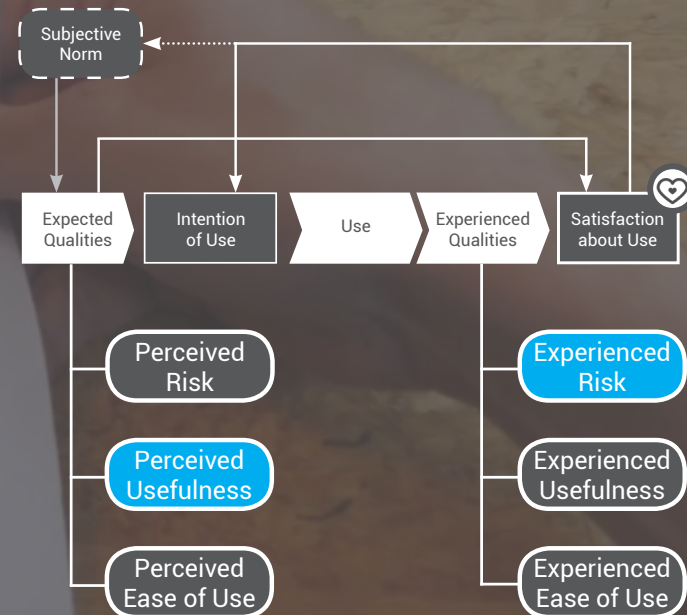 Subjective
Norm
Expected
Qualities
Intention
of Use
Use
Experienced
Qualities
Satisfaction
about Use
Perceived
Risk
Perceived
Usefulness
Perceived
Ease of Use
Experienced
Risk
Experienced
Usefulness
Experienced
Ease of Use